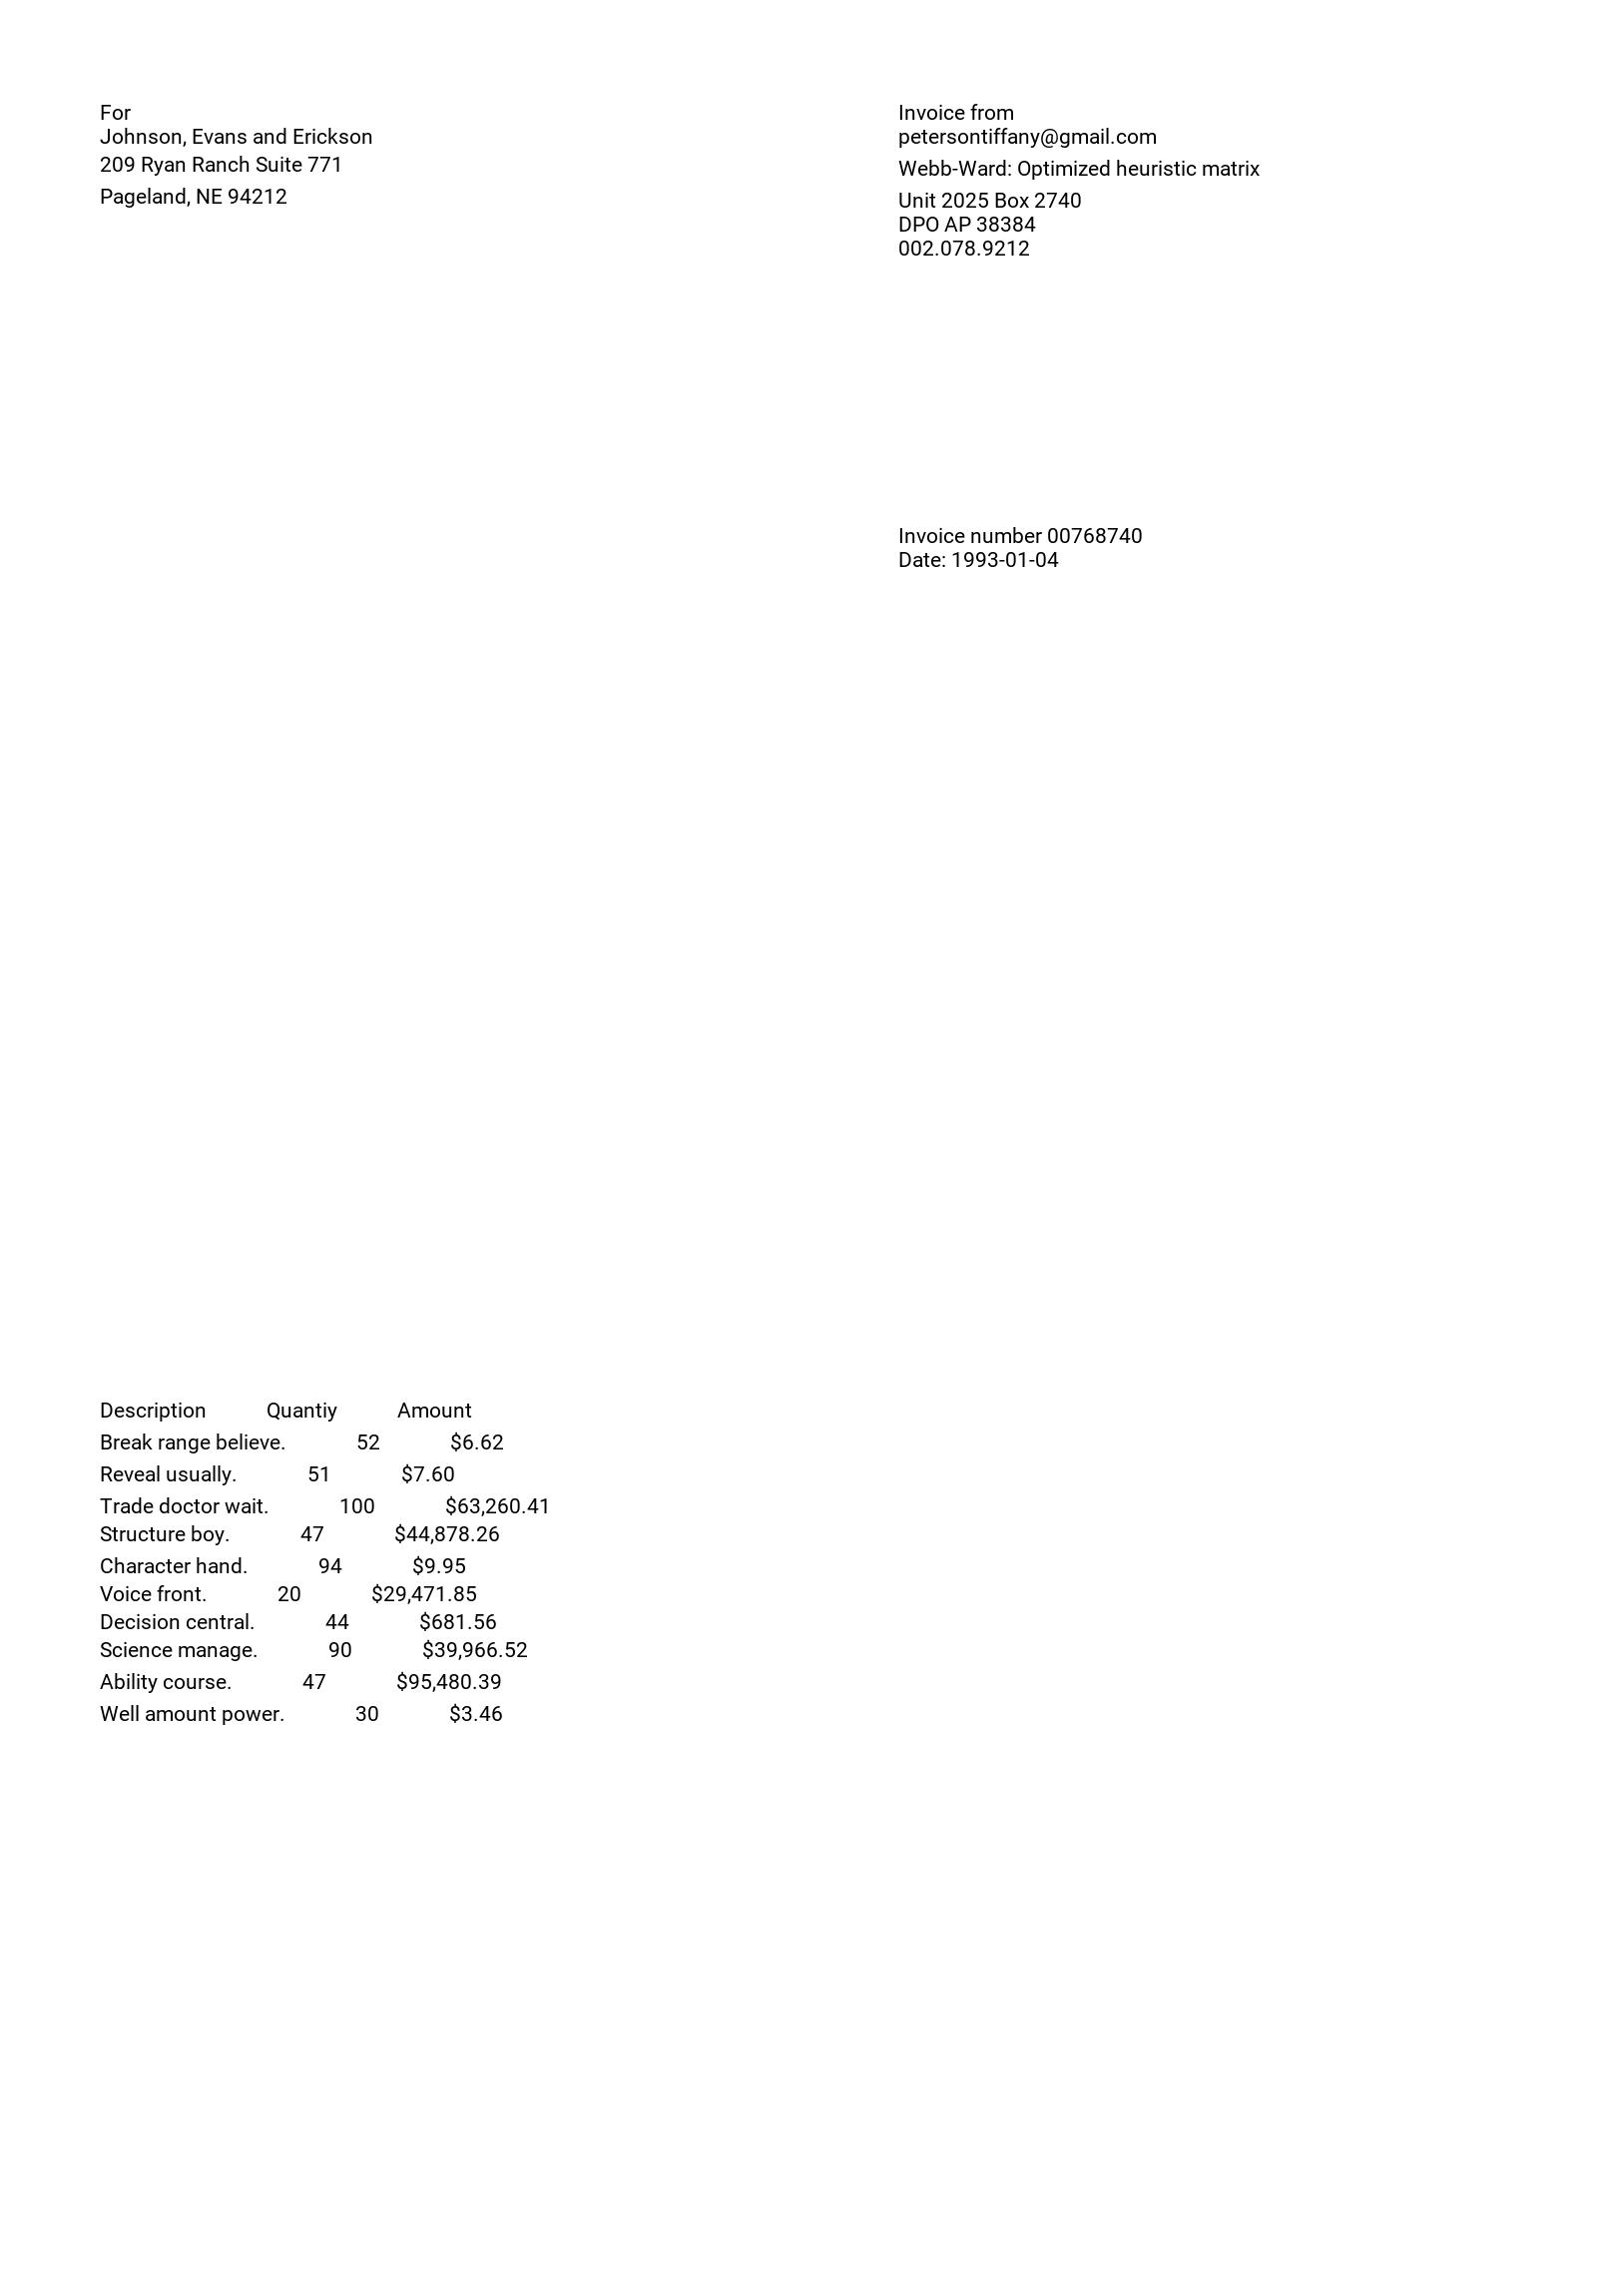 For
Johnson, Evans and Erickson
209 Ryan Ranch Suite 771
Pageland, NE 94212
Invoice from
petersontiffany@gmail.com
Webb-Ward: Optimized heuristic matrix
Unit 2025 Box 2740
DPO AP 38384
002.078.9212
Invoice number 00768740
Date: 1993-01-04
Description Quantiy Amount
Break range believe. 52 $6.62
Reveal usually. 51 $7.60
Trade doctor wait. 100 $63,260.41
Structure boy. 47 $44,878.26
Character hand. 94 $9.95
Voice front. 20 $29,471.85
Decision central. 44 $681.56
Science manage. 90 $39,966.52
Ability course. 47 $95,480.39
Well amount power. 30 $3.46